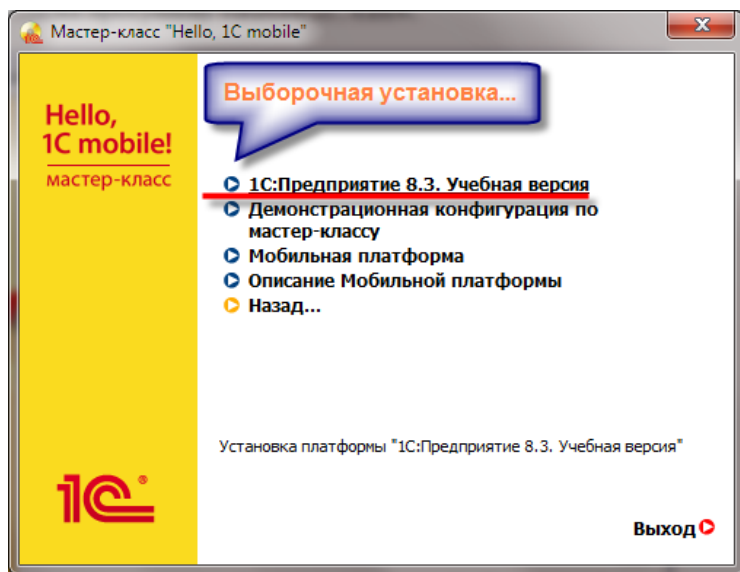 Мастер-класс "Hello, 1C mobile"
Выборочная установка...
Hello,
1C mobile!
мастер-класс
1С:Предприятие 8.3. Учебная версия
Демонстрационная конфигурация по
мастер-классу
Мобильная платформа
Описание Мобильной платформы
Назад...
Установка платформы "1С:Предприятие 8.3. Учебная версия"
1С®
Выход